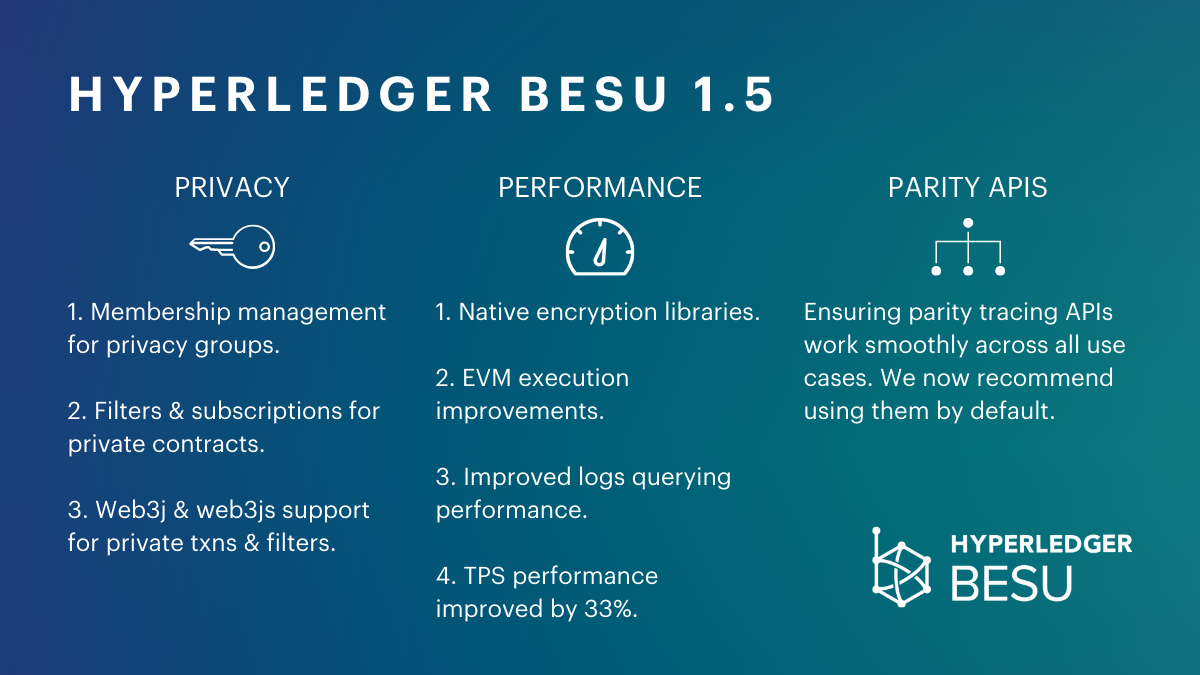 HYPERLEDGER BESU 1.5
PRIVACY
1. Membership management
for privacy groups.
2. Filters & subscriptions for
private contracts.
3. Web3j & web3js support
for private txns & filters.
PERFORMANCE
1. Native encryption libraries.
2. EVM execution
improvements.
3. Improved logs querying
performance.
4. TPS performance
improved by 33%.
PARITY APIS
Ensuring parity tracing APIs
work smoothly across all use
cases. We now recommend
using them by default.
HYPERLEDGER
BESU